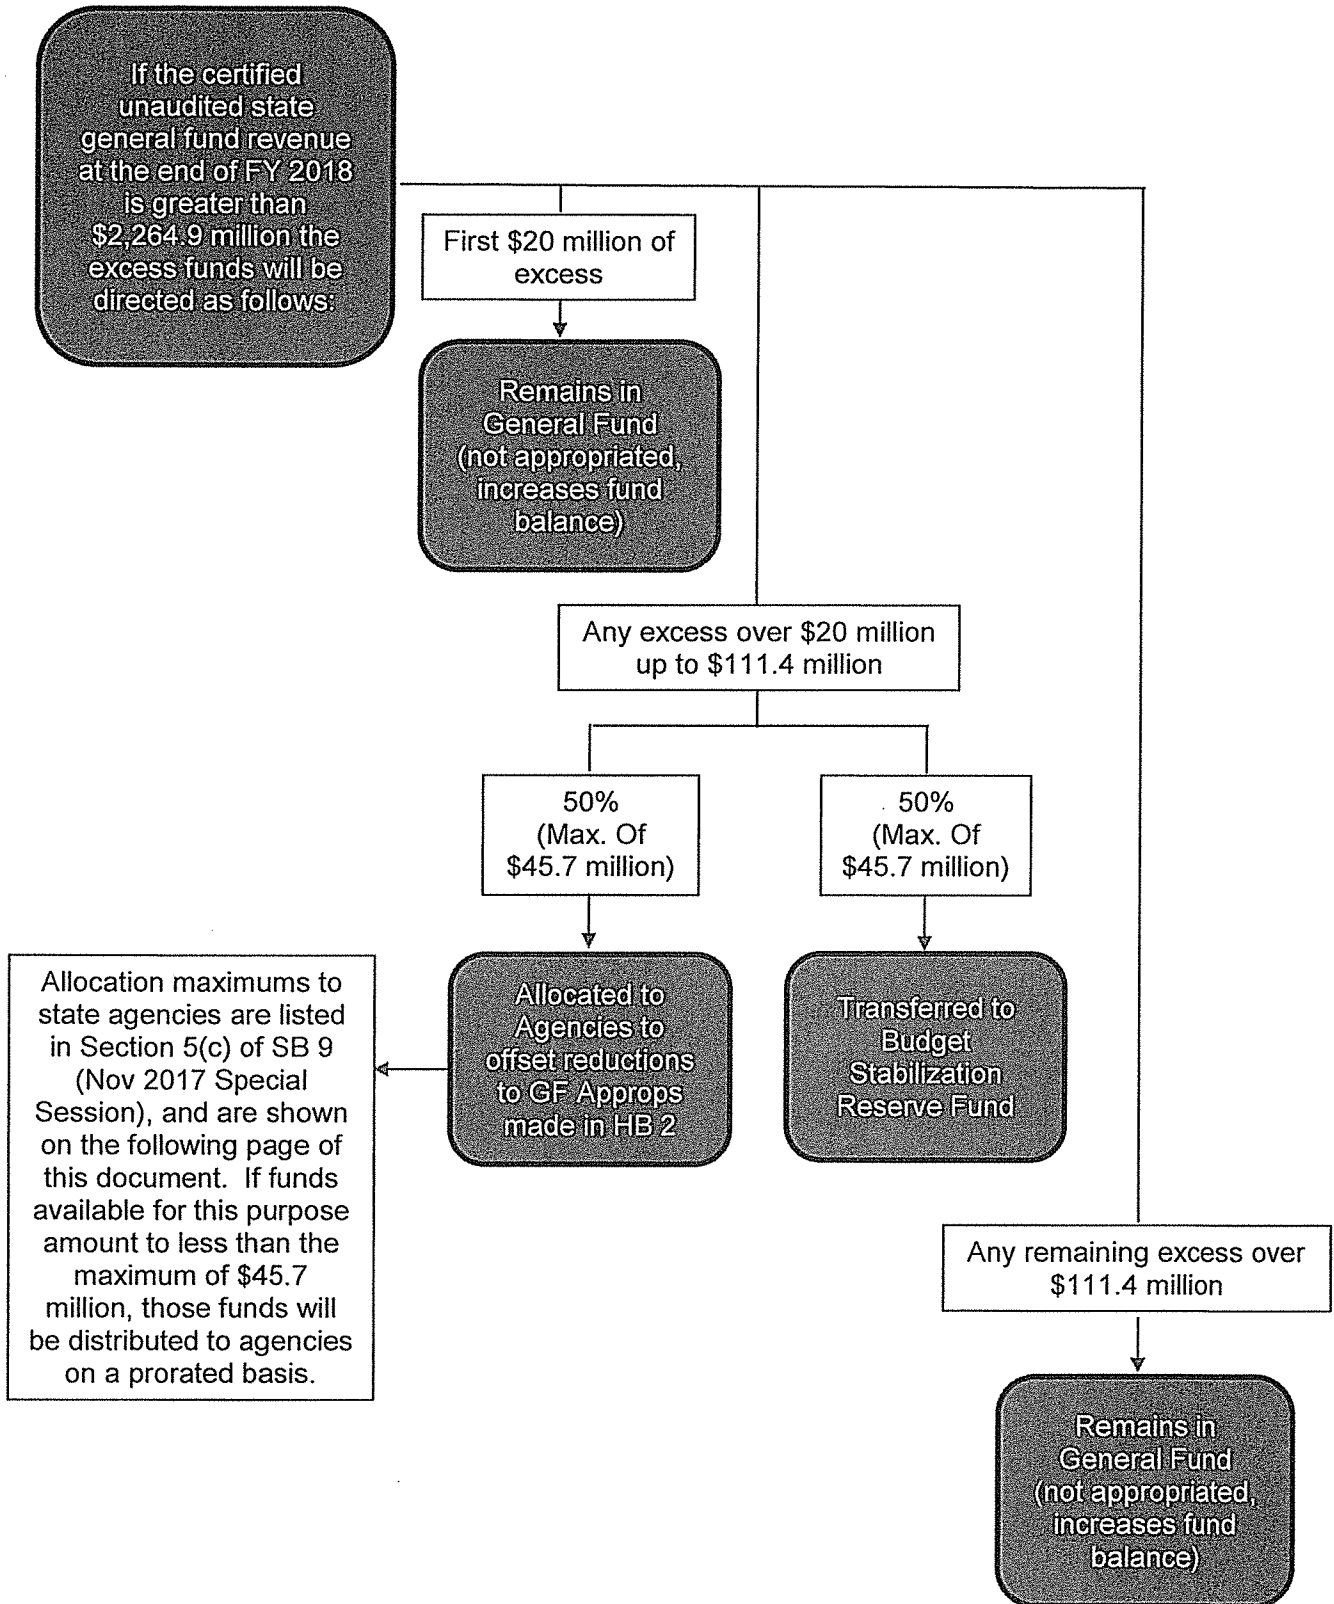 If the certified
unaudited state
general fund revenue
at the end of FY 2018
is greater than
$2,264.9 million the
excess funds will be
directed as follows:
First $20 million of
excess
Remains in
General Fund
(not appropriated,
increases fund
balance)
Any excess over $20 million
up to $111.4 million
50%
(Max. Of
$45.7 million)
50%
(Max. Of
$45.7 million)
Allocated to
Agencies to
offset reductions
to GF Approps
made in HB 2
Transferred to
Budget
Stabilization
Reserve Fund
Allocation maximums to
state agencies are listed
in Section 5(c) of SB 9
(Nov 2017 Special
Session), and are shown
on the following page of
this document.  If funds
available for this purpose
amount to less than the
maximum of $45.7
million, those funds will
be distributed to agencies
on a prorated basis.
Any remaining excess over
$111.4 million
Remains in
General Fund
(not appropriated,
increases fund
balance)